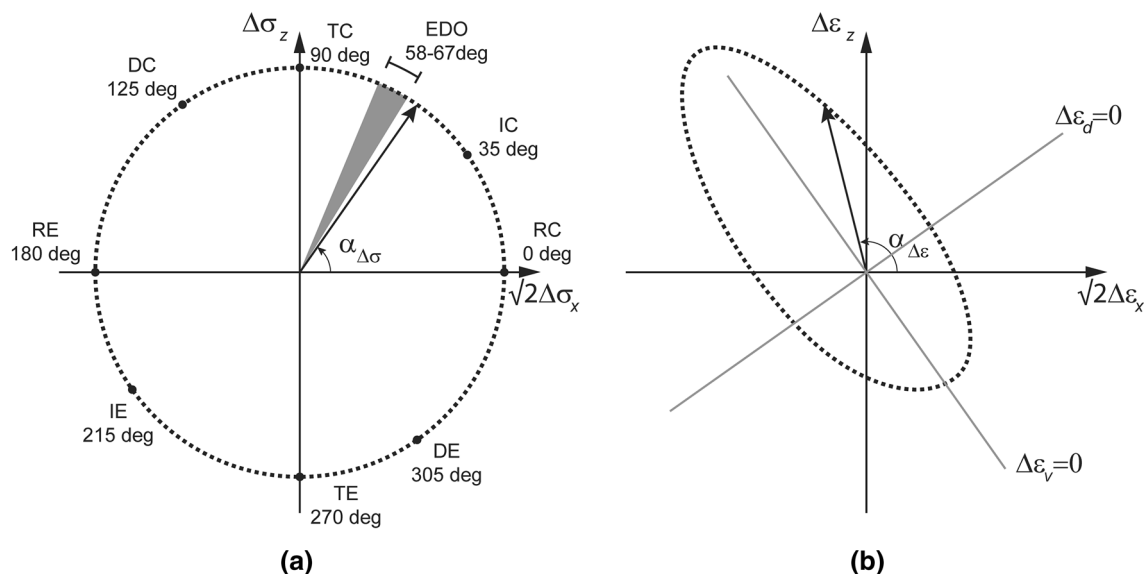 Δσz
TC
90 deg
EDO
58-67deg
DC
125 deg
IC
35 deg
RE
180 deg
αΔσ
RC
0 deg
√2Δσx
IE
215 deg
DE
305 deg
TE
270 deg
(a)
Δεz
Δεd=0
αΔε
√2Δεx
Δεv=0
(b)